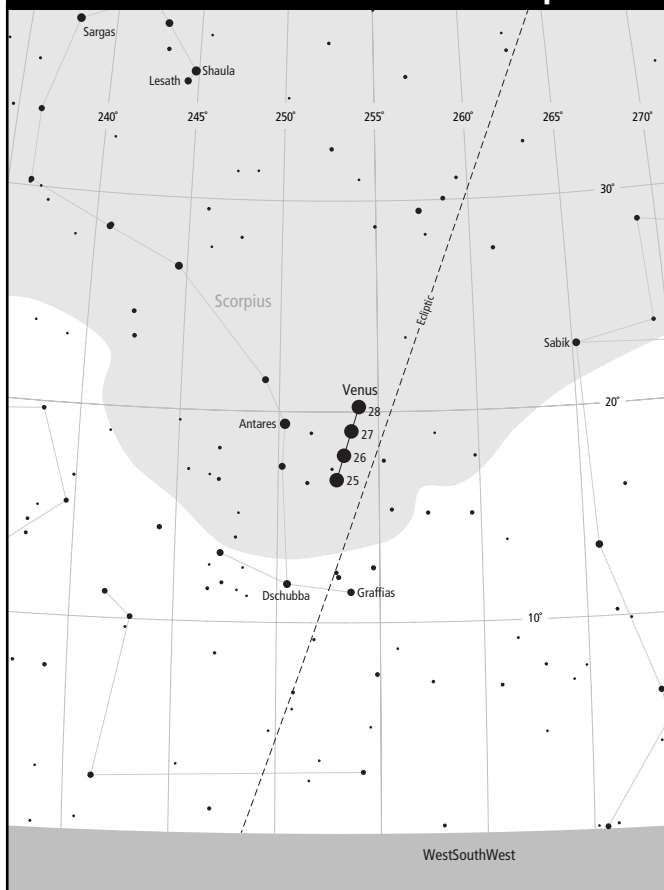 Sargas
Shaula
Lesath
240° 245° 250° 255° 260° 265° 270°
30°
Scorpius
Ecliptic
Sabik
Venus
20°
28
Antares
27
26
25
Dschubba
Graffias
10°
WestSouthWest